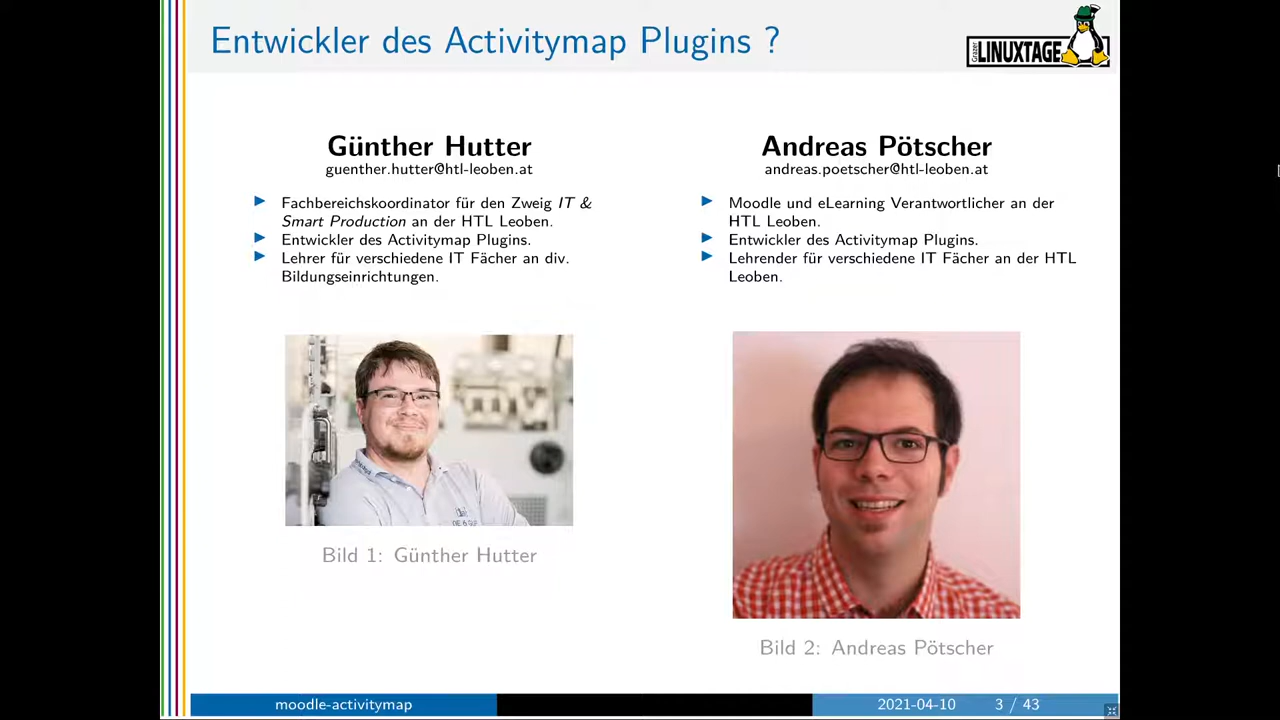 Entwickler des Activitymap Plugins ?
Grazer
LINUXTAGE
Günther Hutter
guenther.hutter@htl-leoben.at
Fachbereichskoordinator für den Zweig IT &
Smart Production an der HTL Leoben.
Entwickler des Activitymap Plugins.
Lehrer für verschiedene IT Fächer an div.
Bildungseinrichtungen.
Bild 1: Günther Hutter
Andreas Pötscher
andreas.poetscher@htl-leoben.at
Moodle und eLearning Verantwortlicher an der
HTL Leoben.
Entwickler des Activitymap Plugins.
Lehrender für verschiedene IT Fächer an der HTL
Leoben.
Bild 2: Andreas Pötscher
moodle-activitymap
2021-04-10
3 / 43